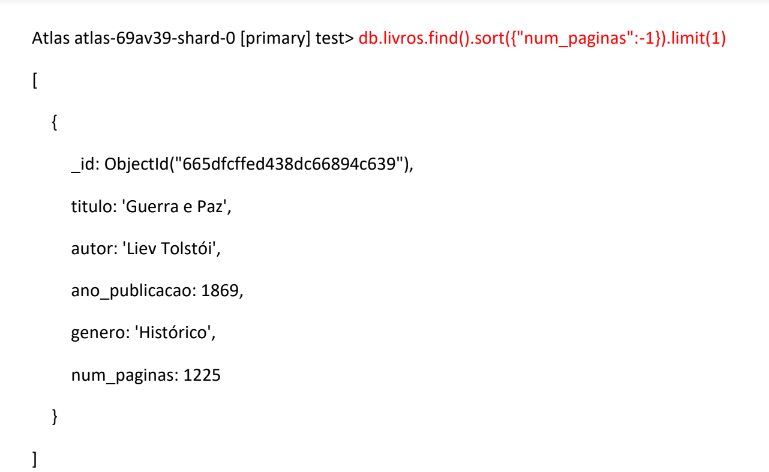 Atlas atlas-69av39-shard-0 [primary] test> db.livros.find().sort({"num_paginas":-1}).limit(1)
[
{
_id: ObjectId("665dfcffed438dc66894c639"),
titulo: 'Guerra e Paz',
autor: 'Liev Tolstói',
ano_publicacao: 1869,
genero: 'Histórico',
num_paginas: 1225
}
]